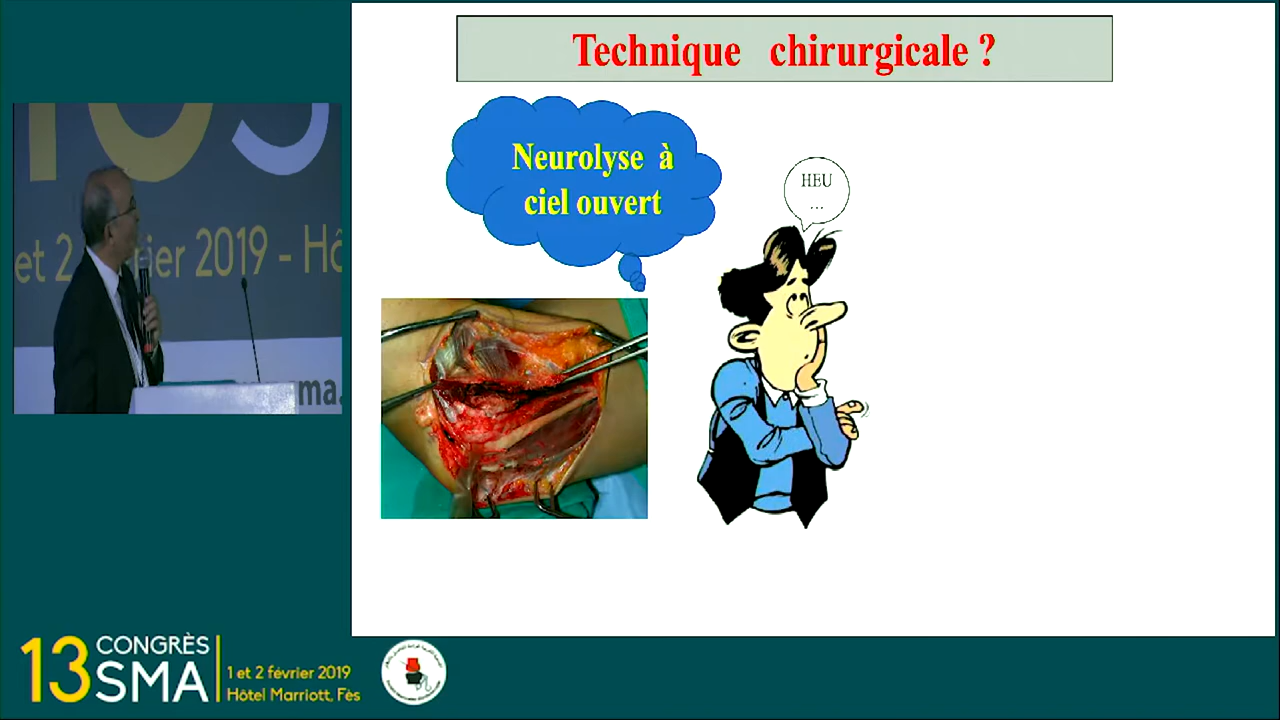 Technique chirurgicale ?
Neurolyse à
ciel ouvert
HEU
...
et 2 février 2019 - Hô
ma.
13
CONGRÈS
SMA
1 et 2 février 2019
Hôtel Marriott, Fès